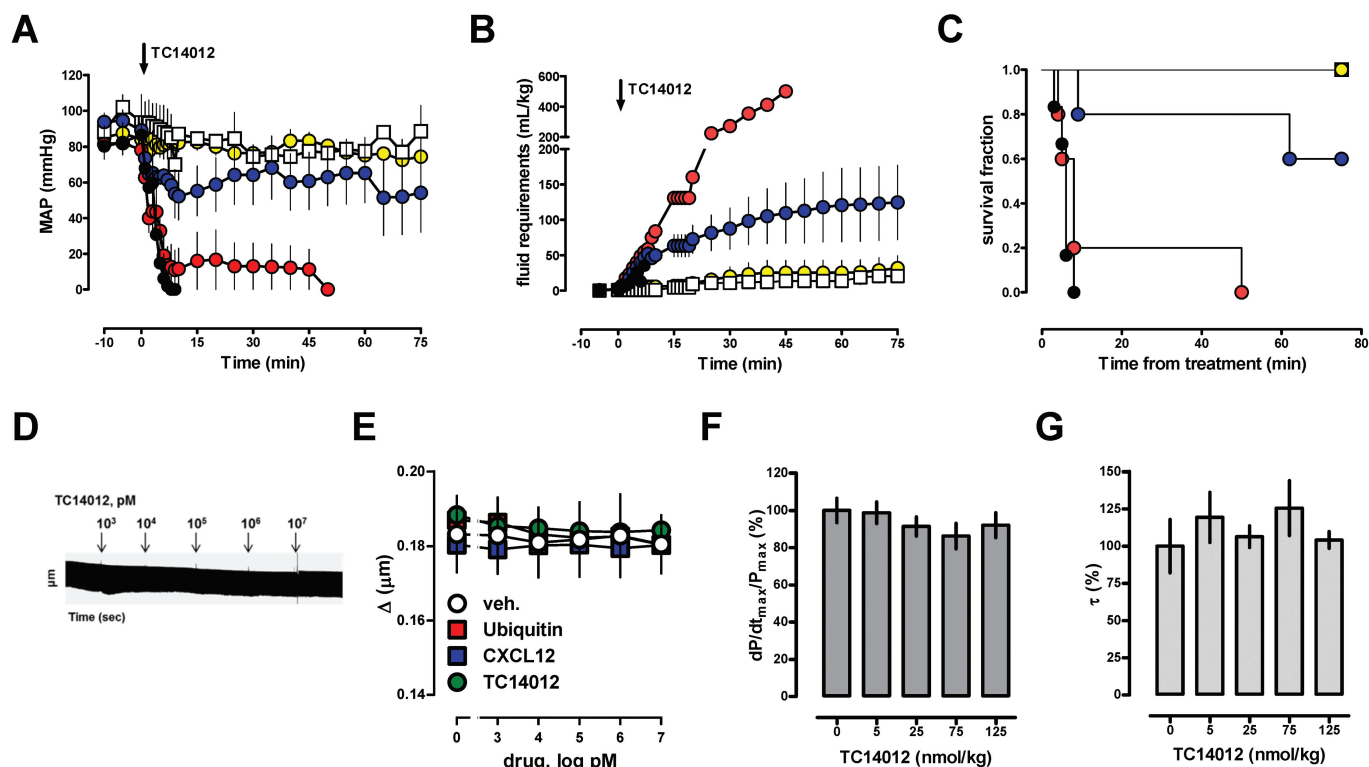 A
TC14012
MAP (mmHg)
120
100
80
60
40
20
0
-10 0 15 30 45 60 75
Time (min)
B
TC14012
fluid requirements (mL/kg)
600
400
200
150
100
50
0
-10 0 15 30 45 60 75
Time (min)
C
survival fraction
1.0
0.8
0.6
0.4
0.2
0.0
0 20 40 60 80
Time from treatment (min)
D
TC14012, pM
10³ 10⁴ 10⁵ 10⁶ 10⁷
µm
Time (sec)
E
Δ (µm)
0.20
0.18
0.16
0.14
veh.
Ubiquitin
CXCL12
TC14012
0 3 4 5 6 7
drug, log pM
F
dP/dtmax/Pmax (%)
120
100
80
60
40
20
0
0 5 25 75 125
TC14012 (nmol/kg)
G
τ (%)
150
125
100
75
50
25
0
0 5 25 75 125
TC14012 (nmol/kg)